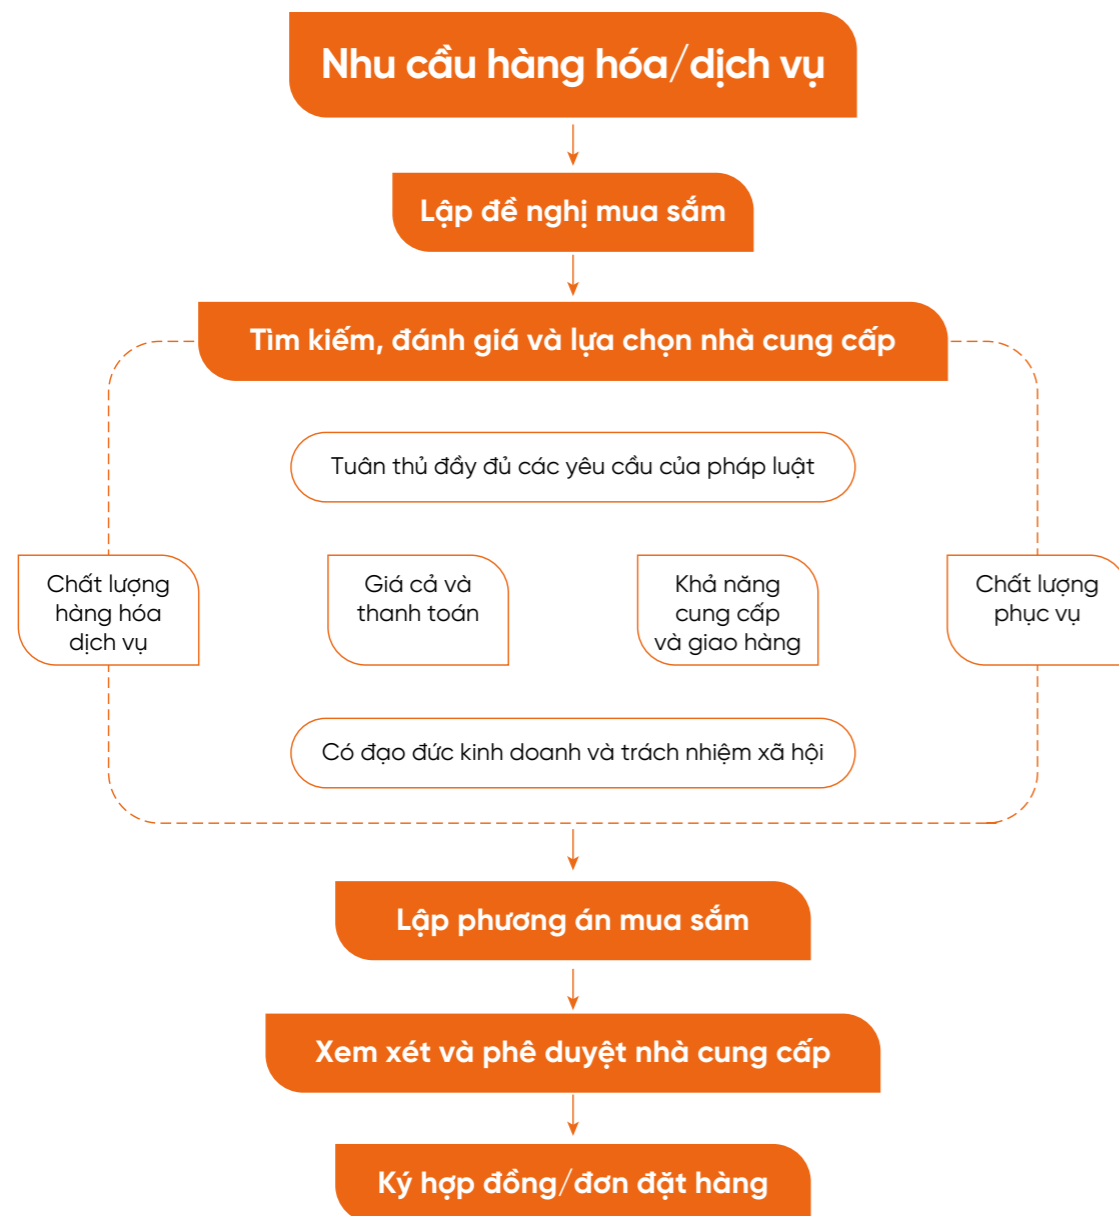 Nhu cầu hàng hóa/dịch vụ
Lập đề nghị mua sắm
Tìm kiếm, đánh giá và lựa chọn nhà cung cấp
Tuân thủ đầy đủ các yêu cầu của pháp luật
Chất lượng
hàng hóa
dịch vụ
Giá cả và
thanh toán
Khả năng
cung cấp
và giao hàng
Chất lượng
phục vụ
Có đạo đức kinh doanh và trách nhiệm xã hội
Lập phương án mua sắm
Xem xét và phê duyệt nhà cung cấp
Ký hợp đồng/đơn đặt hàng